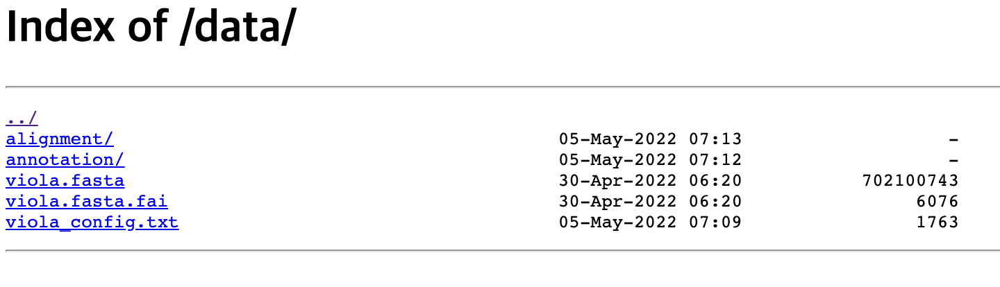 Index of /data/
../
alignment/ 05-May-2022 07:13 -
annotation/ 05-May-2022 07:12 -
viola.fasta 30-Apr-2022 06:20 702100743
viola.fasta.fai 30-Apr-2022 06:20 6076
viola_config.txt 05-May-2022 07:09 1763